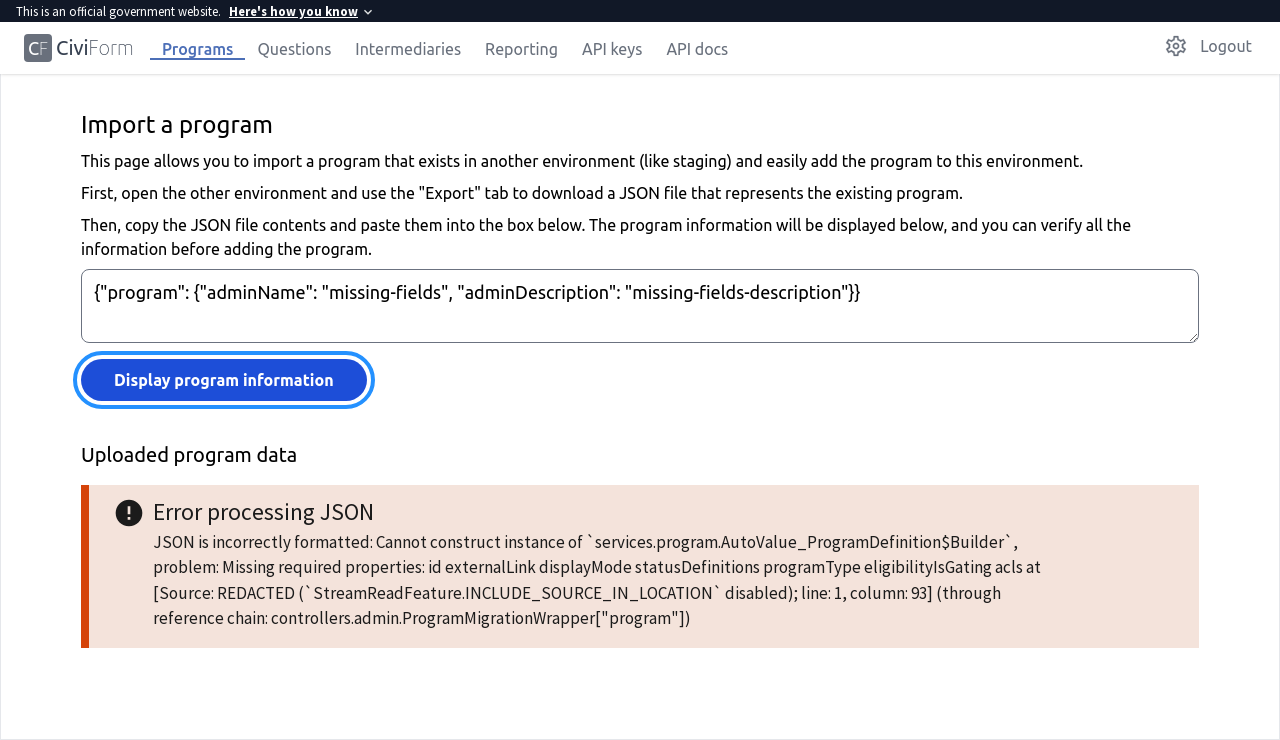 This is an official government website. Here's how you know
CF CiviForm Programs Questions Intermediaries Reporting API keys API docs Logout
Import a program
This page allows you to import a program that exists in another environment (like staging) and easily add the program to this environment.
First, open the other environment and use the "Export" tab to download a JSON file that represents the existing program.
Then, copy the JSON file contents and paste them into the box below. The program information will be displayed below, and you can verify all the
information before adding the program.
{"program": {"adminName": "missing-fields", "adminDescription": "missing-fields-description"}}
Display program information
Uploaded program data
Error processing JSON
JSON is incorrectly formatted: Cannot construct instance of `services.program.AutoValue_ProgramDefinition$Builder`,
problem: Missing required properties: id externalLink displayMode statusDefinitions programType eligibilityIsGating acls at
[Source: REDACTED (`StreamReadFeature.INCLUDE_SOURCE_IN_LOCATION` disabled); line: 1, column: 93] (through
reference chain: controllers.admin.ProgramMigrationWrapper["program"])